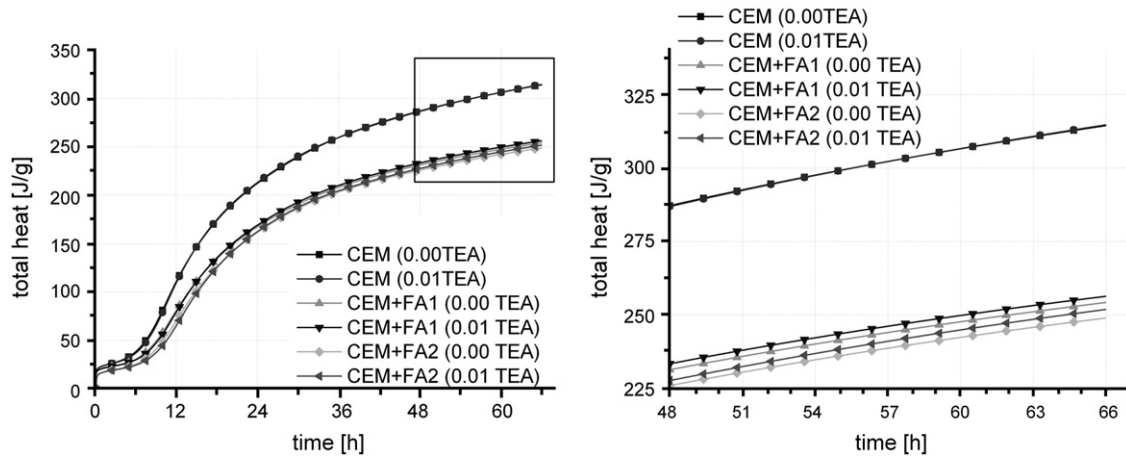 350
300
250
200
150
100
50
0
total heat [J/g]
CEM (0.00TEA)
CEM (0.01TEA)
CEM+FA1 (0.00 TEA)
CEM+FA1 (0.01 TEA)
CEM+FA2 (0.00 TEA)
CEM+FA2 (0.01 TEA)
0 12 24 36 48 60
time [h]
CEM (0.00TEA)
CEM (0.01TEA)
CEM+FA1 (0.00 TEA)
CEM+FA1 (0.01 TEA)
CEM+FA2 (0.00 TEA)
CEM+FA2 (0.01 TEA)
325
300
275
250
225
total heat [J/g]
48 51 54 57 60 63 66
time [h]